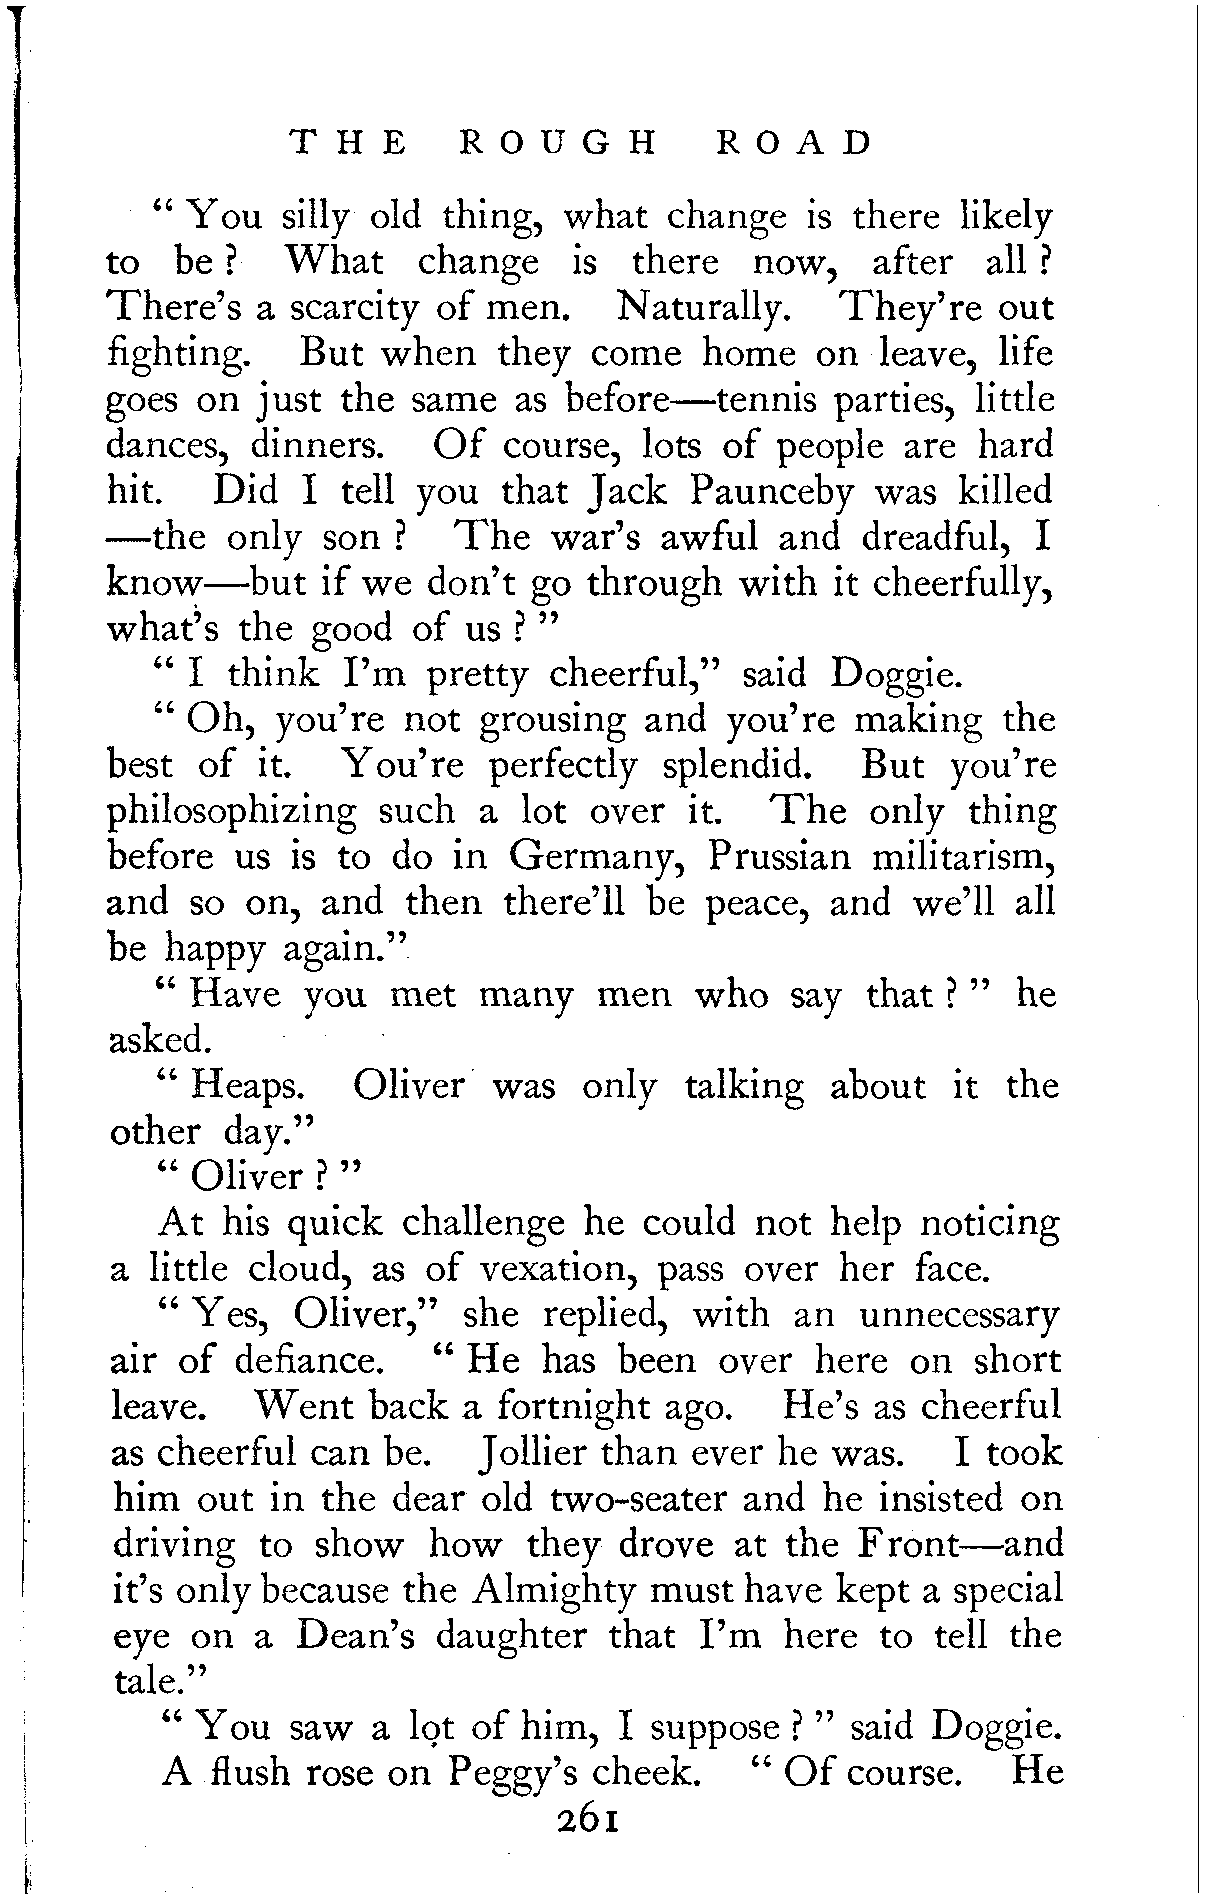 THE ROUGH ROAD
“ You silly old thing, what change is there likely
to be ? What change is there now, after all ?
There’s a scarcity of men. Naturally. They’re out
fighting. But when they come home on leave, life
goes on just the same as before—tennis parties, little
dances, dinners. Of course, lots of people are hard
hit. Did I tell you that Jack Paunceby was killed
—the only son ? The war’s awful and dreadful, I
know—but if we don’t go through with it cheerfully,
what’s the good of us ? ”
“ I think I’m pretty cheerful,” said Doggie.
“ Oh, you’re not grousing and you’re making the
best of it. You’re perfectly splendid. But you’re
philosophizing such a lot over it. The only thing
before us is to do in Germany, Prussian militarism,
and so on, and then there’ll be peace, and we’ll all
be happy again.”
“ Have you met many men who say that ? ” he
asked.
“ Heaps. Oliver was only talking about it the
other day.”
“ Oliver ? ”
At his quick challenge he could not help noticing
a little cloud, as of vexation, pass over her face.
“ Yes, Oliver,” she replied, with an unnecessary
air of defiance. “ He has been over here on short
leave. Went back a fortnight ago. He’s as cheerful
as cheerful can be. Jollier than ever he was. I took
him out in the dear old two-seater and he insisted on
driving to show how they drove at the Front—and
it’s only because the Almighty must have kept a special
eye on a Dean’s daughter that I’m here to tell the
tale.”
“ You saw a lot of him, I suppose ? ” said Doggie.
A flush rose on Peggy’s cheek. “ Of course. He
261